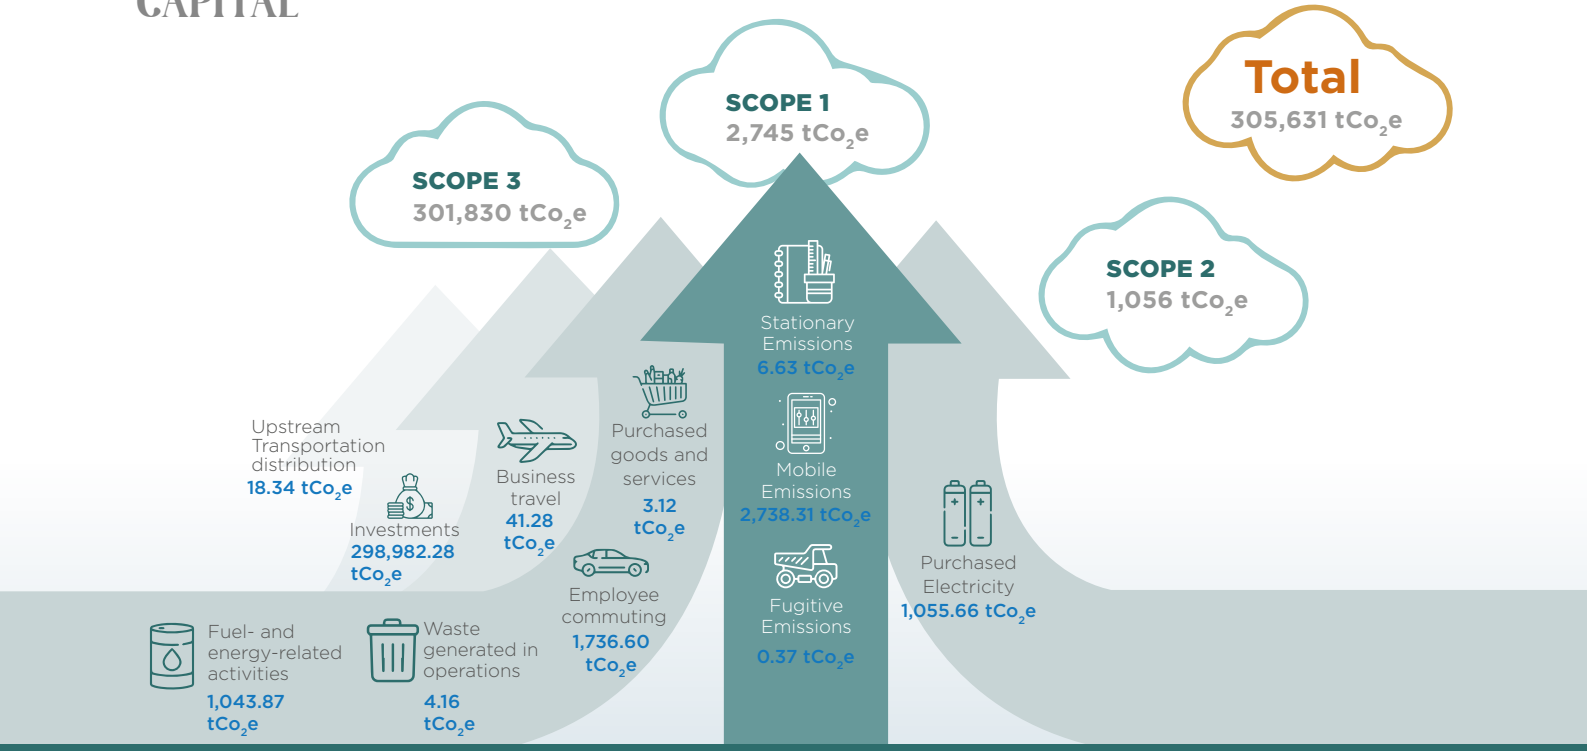 CAPITAL
Total
305,631 tCo₂e
SCOPE 1
2,745 tCo₂e
SCOPE 3
301,830 tCo₂e
SCOPE 2
1,056 tCo₂e
Stationary
Emissions
6.63 tCo₂e
Mobile
Emissions
2,738.31 tCo₂e
Fugitive
Emissions
0.37 tCo₂e
Upstream
Transportation
distribution
18.34 tCo₂e
Investments
298,982.28
tCo₂e
Business
travel
41.28
tCo₂e
Purchased
goods and
services
3.12
tCo₂e
Employee
commuting
1,736.60
tCo₂e
Fuel- and
energy-related
activities
1,043.87
tCo₂e
Waste
generated in
operations
4.16
tCo₂e
Purchased
Electricity
1,055.66 tCo₂e